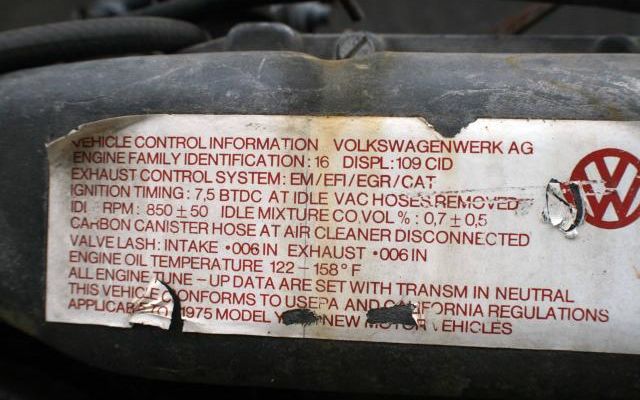 VEHICLE CONTROL INFORMATION VOLKSWAGENWERK AG
ENGINE FAMILY IDENTIFICATION: 16 DISPL: 109 CID
EXHAUST CONTROL SYSTEM: EM/EFI/EGR/CAT
IGNITION TIMING: 7,5 BTDC AT IDLE VAC HOSES REMOVED
RPM: 850 ± 50 IDLE MIXTURE CO VOL %: 0,7 ± 0,5
CARBON CANISTER HOSE AT AIR CLEANER DISCONNECTED
VALVE LASH: INTAKE •006 IN EXHAUST •006 IN
ENGINE OIL TEMPERATURE 122-158° F
ALL ENGINE TUNE-UP DATA ARE SET WITH TRANSM IN NEUTRAL
THIS VEHICLE CONFORMS TO US EPA AND CALIFORNIA REGULATIONS
TO 1975 MODEL NEW MOTOR VEHICLES
VW